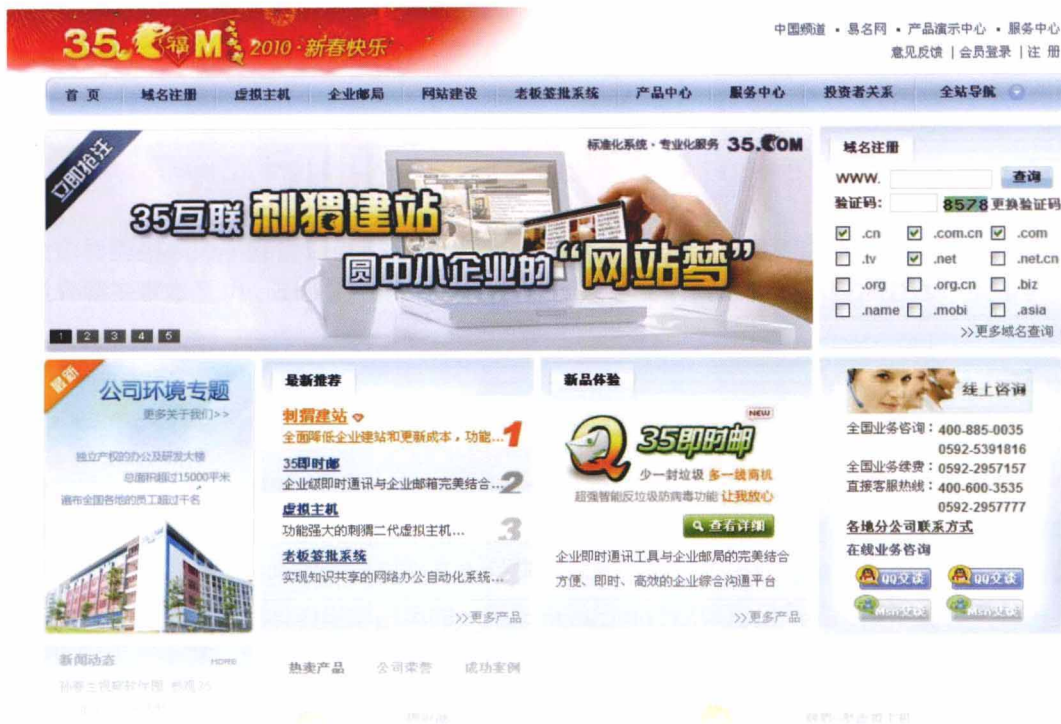 35. 福 M 2010·新春快乐
中国频道 ▪ 易名网 ▪ 产品演示中心 ▪ 服务中心
意见反馈 | 会员登录 | 注 册
首 页 域名注册 虚拟主机 企业邮局 网站建设 老板签批系统 产品中心 服务中心 投资者关系 全站导航
立即抢注
标准化系统·专业化服务 35.COM
35互联刺猬建站
圆中小企业的“网站梦”
1 2 3 4 5
域名注册
WWW. 查询
验证码: 8578 更换验证码
.cn .com.cn .com
.tv .net .net.cn
.org .org.cn .biz
.name .mobi .asia
>>更多域名查询
最新
公司环境专题
更多关于我们>>
独立产权的办公及研发大楼
总面积超过15000平米
遍布全国各地的员工超过千名
最新推荐
刺猬建站
全面降低企业建站和更新成本，功能... 1
35即时邮
企业级即时通讯与企业邮箱完美结合... 2
虚拟主机
功能强大的刺猬二代虚拟主机... 3
老板签批系统
实现知识共享的网络办公自动化系统... 4
>>更多产品
新品体验
NEW
Q 35即时邮
少一封垃圾 多一线商机
超强智能反垃圾防病毒功能 让我放心
查看详细
企业即时通讯工具与企业邮局的完美结合
方便、即时、高效的企业综合沟通平台
>>更多产品
线上咨询
全国业务咨询：400-885-0035
0592-5391816
全国业务续费：0592-2957157
直接客服热线：400-600-3535
0592-2957777
各地分公司联系方式
在线业务咨询
QQ交谈 QQ交谈
Msn交谈 Msn交谈
新闻动态 HOME
热卖产品 公司荣誉 成功案例